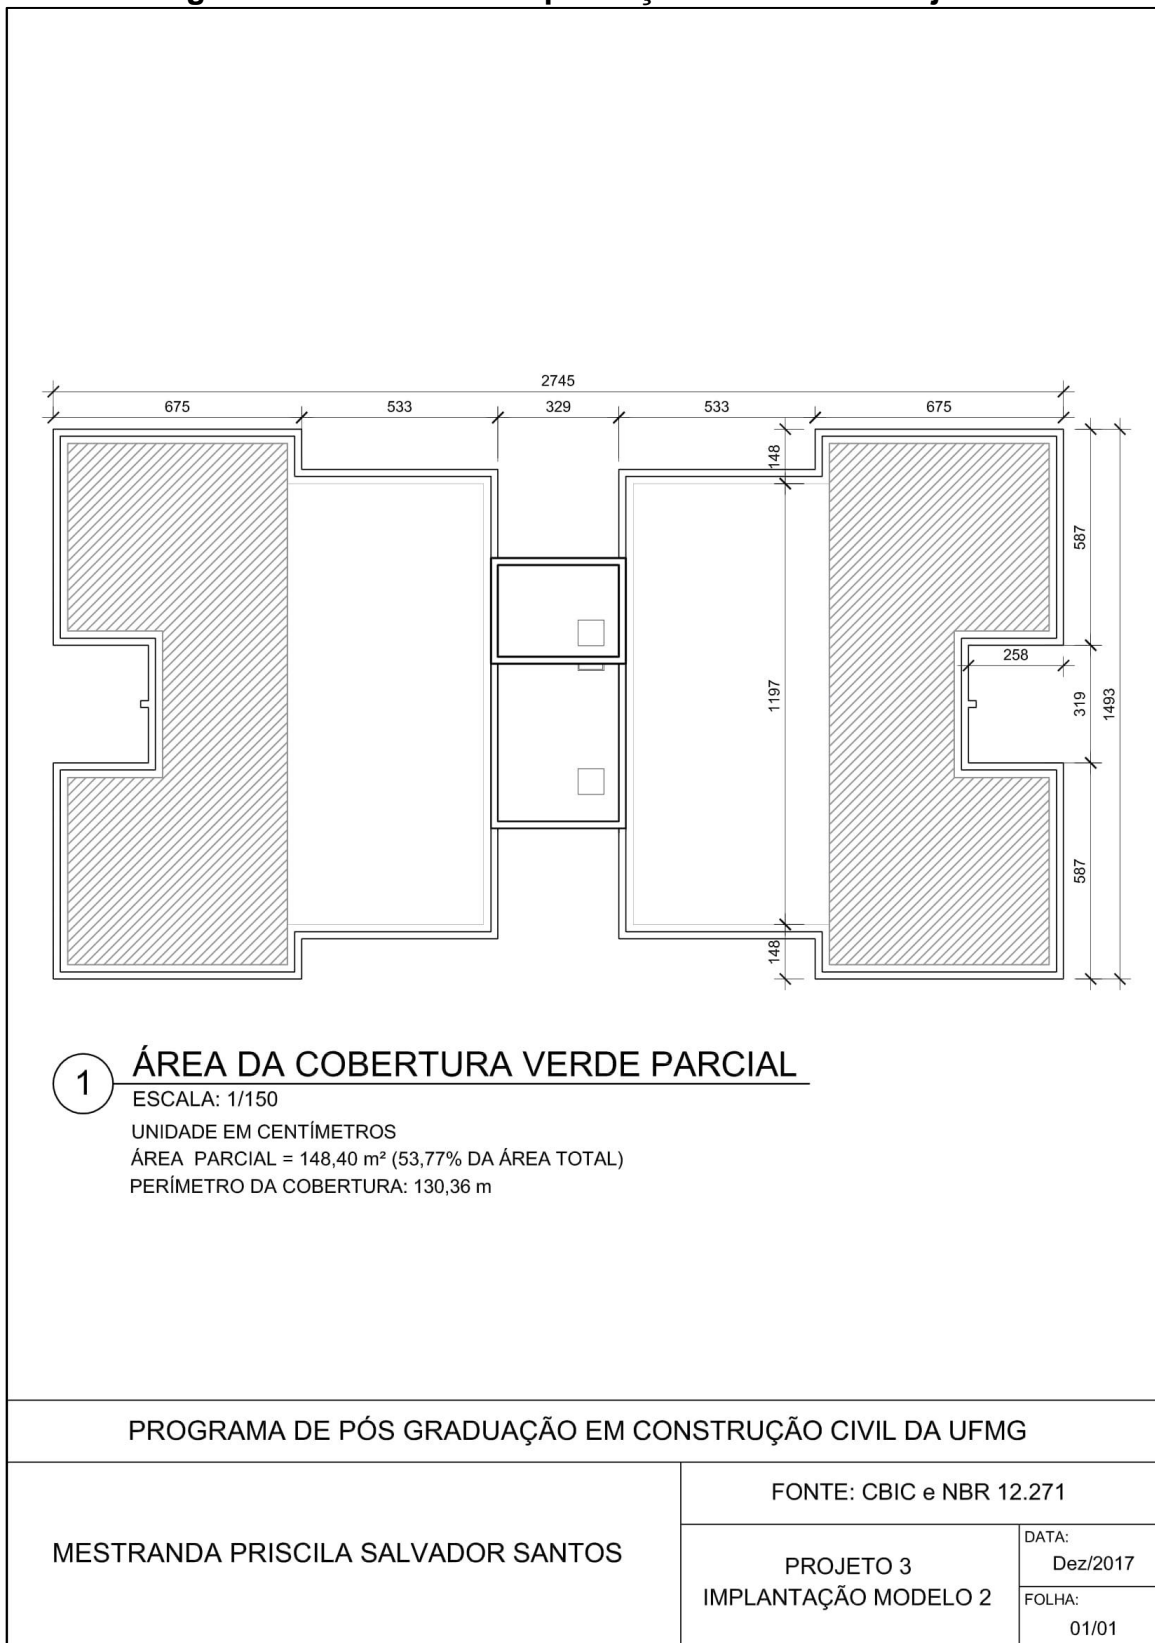 2745
675 533 329 533 675
148
587
258
1197
319
1493
587
148
1 ÁREA DA COBERTURA VERDE PARCIAL
ESCALA: 1/150
UNIDADE EM CENTÍMETROS
ÁREA PARCIAL = 148,40 m² (53,77% DA ÁREA TOTAL)
PERÍMETRO DA COBERTURA: 130,36 m
PROGRAMA DE PÓS GRADUAÇÃO EM CONSTRUÇÃO CIVIL DA UFMG
MESTRANDA PRISCILA SALVADOR SANTOS
FONTE: CBIC e NBR 12.271
PROJETO 3
IMPLANTAÇÃO MODELO 2
DATA:
Dez/2017
FOLHA:
01/01